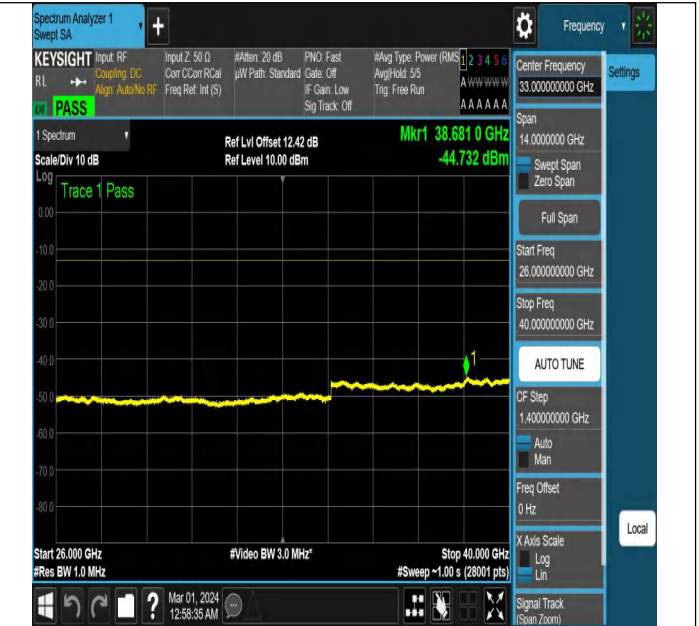 Spectrum Analyzer 1
Swept SA
+
Frequency
KEYSIGHT
Input: RF
Coupling: DC
Align: Auto/No RF
Input Z: 50 Ω
Corr CCorr RCal
Freq Ref: Int (S)
#Atten: 20 dB
µW Path: Standard
PNO: Fast
Gate: Off
IF Gain: Low
Sig Track: Off
#Avg Type: Power (RMS
Avg|Hold: 5/5
Trig: Free Run
1 2 3 4 5 6
A W W W W W
A A A A A A
R L
LXI PASS
1 Spectrum
Scale/Div 10 dB
Ref Lvl Offset 12.42 dB
Ref Level 10.00 dBm
Mkr1 38.681 0 GHz
-44.732 dBm
Log
Trace 1 Pass
0.00
-10.0
-20.0
-30.0
-40.0
-50.0
-60.0
-70.0
-80.0
1
Start 26.000 GHz
#Res BW 1.0 MHz
#Video BW 3.0 MHz*
Stop 40.000 GHz
#Sweep ~1.00 s (28001 pts)
Mar 01, 2024
12:58:35 AM
?
Center Frequency
33.000000000 GHz
Settings
Span
14.0000000 GHz
Swept Span
Zero Span
Full Span
Start Freq
26.000000000 GHz
Stop Freq
40.000000000 GHz
AUTO TUNE
CF Step
1.400000000 GHz
Auto
Man
Freq Offset
0 Hz
X Axis Scale
Log
Lin
Local
Signal Track
(Span Zoom)